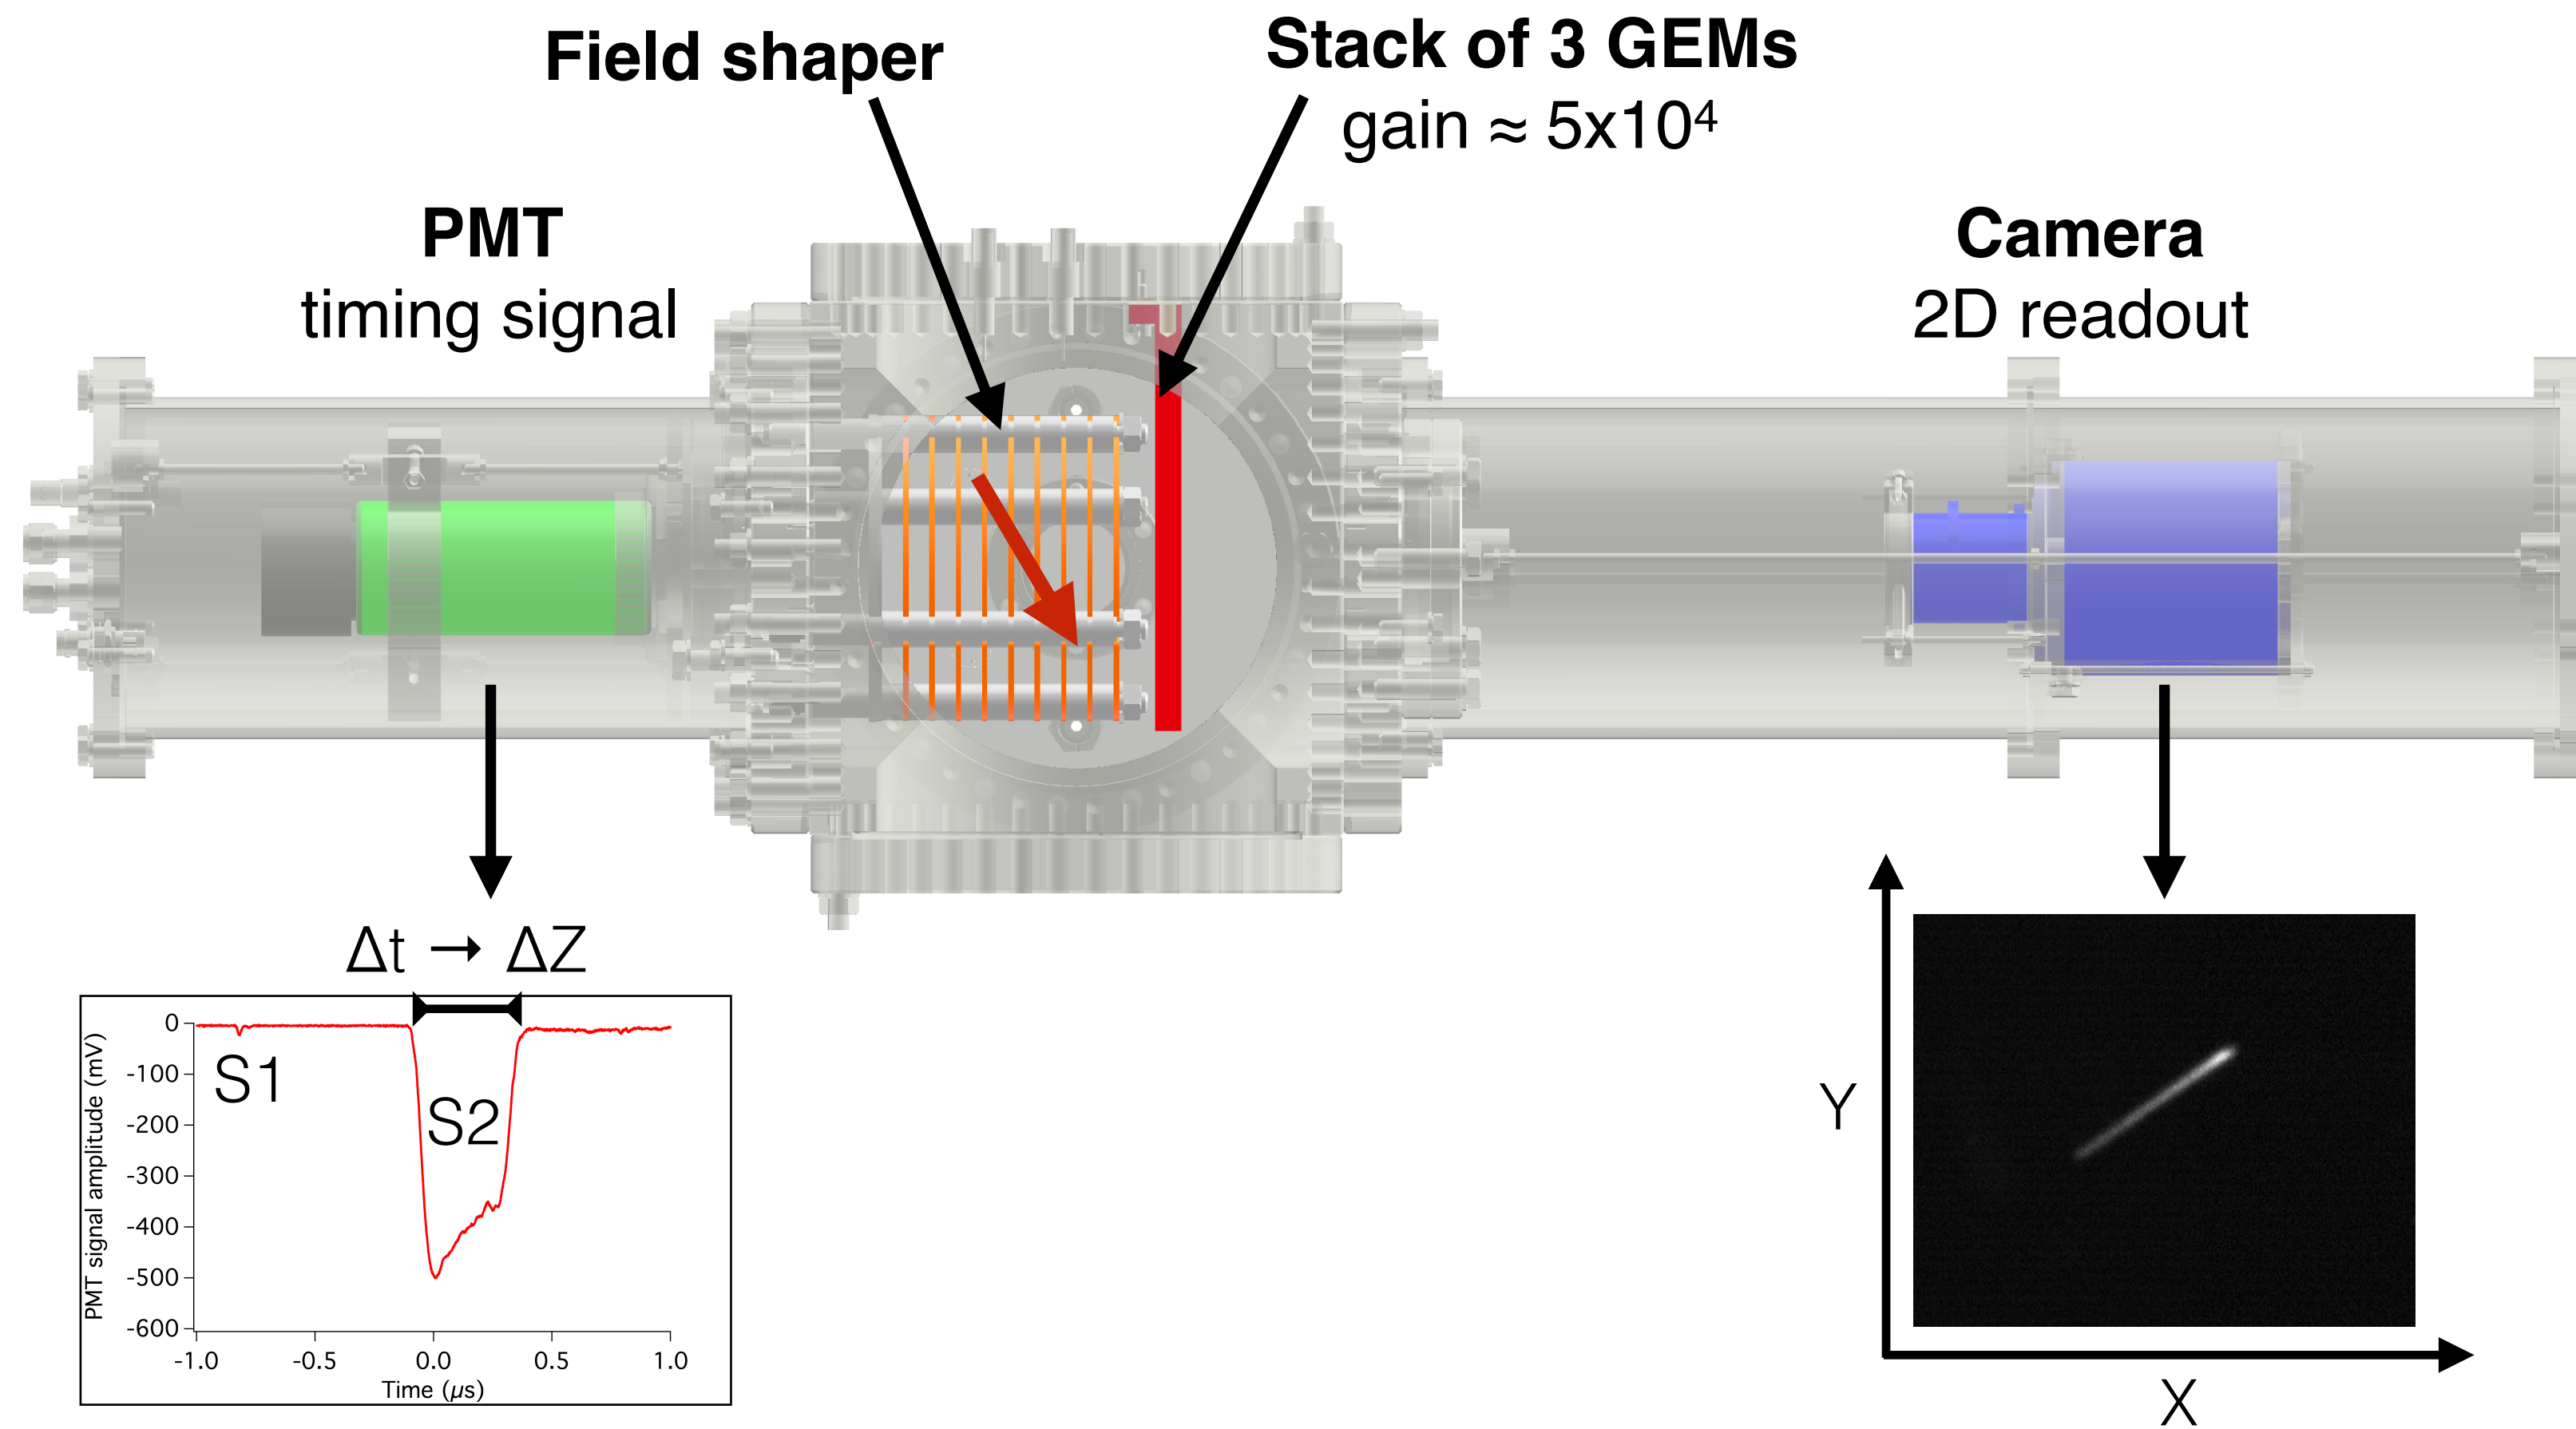 Field shaper
Stack of 3 GEMs
gain ≈ 5x10⁴
PMT
timing signal
Camera
2D readout
Δt → ΔZ
0
-100
-200
-300
-400
-500
-600
PMT signal amplitude (mV)
S1
S2
-1.0 -0.5 0.0 0.5 1.0
Time (μs)
Y
X